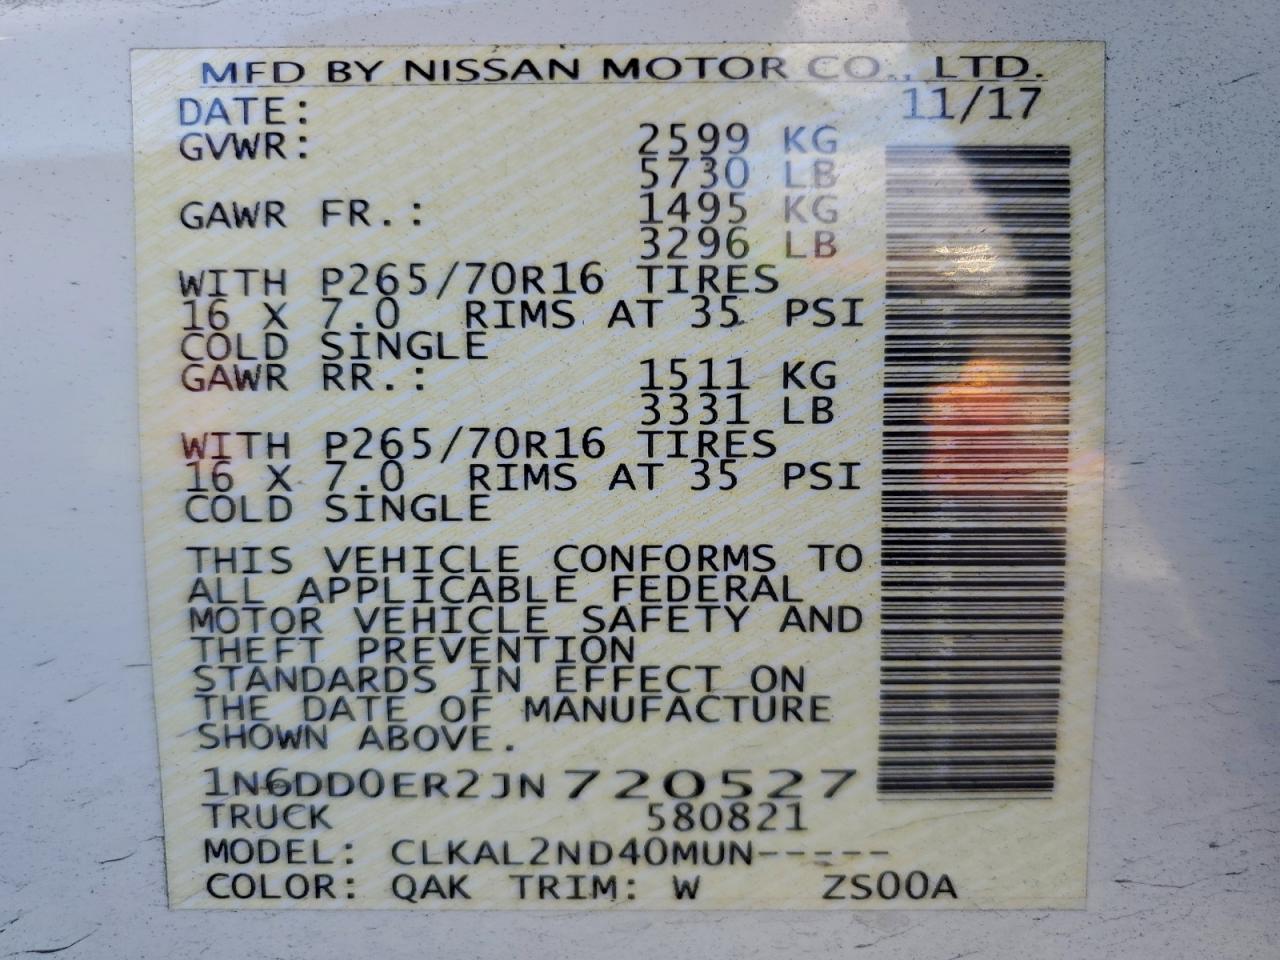 MFD BY NISSAN MOTOR CO., LTD.
DATE: 11/17
GVWR: 2599 KG
5730 LB
GAWR FR.: 1495 KG
3296 LB
WITH P265/70R16 TIRES
16 X 7.0 RIMS AT 35 PSI
COLD SINGLE
GAWR RR.: 1511 KG
3331 LB
WITH P265/70R16 TIRES
16 X 7.0 RIMS AT 35 PSI
COLD SINGLE
THIS VEHICLE CONFORMS TO
ALL APPLICABLE FEDERAL
MOTOR VEHICLE SAFETY AND
THEFT PREVENTION
STANDARDS IN EFFECT ON
THE DATE OF MANUFACTURE
SHOWN ABOVE.
1N6DD0ER2JN720527
TRUCK 580821
MODEL: CLKAL2ND40MUN-----
COLOR: QAK TRIM: W ZS00A